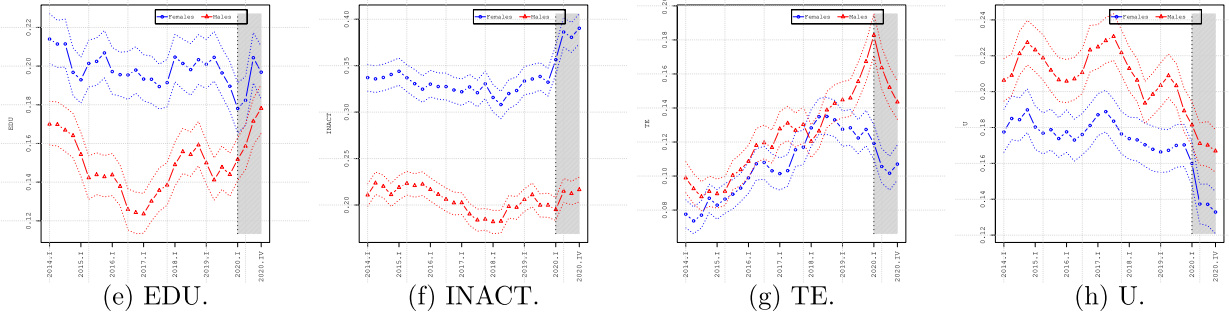 Females Males
EDU
0.12 0.14 0.16 0.18 0.20 0.22
2014.I 2015.I 2016.I 2017.I 2018.I 2019.I 2020.I 2020.IV
(e) EDU.
Females Males
INACT
0.20 0.25 0.30 0.35 0.40
2014.I 2015.I 2016.I 2017.I 2018.I 2019.I 2020.I 2020.IV
(f) INACT.
Females Males
TE
0.08 0.10 0.12 0.14 0.16 0.18 0.20
2014.I 2015.I 2016.I 2017.I 2018.I 2019.I 2020.I 2020.IV
(g) TE.
Females Males
U
0.12 0.14 0.16 0.18 0.20 0.22 0.24
2014.I 2015.I 2016.I 2017.I 2018.I 2019.I 2020.I 2020.IV
(h) U.